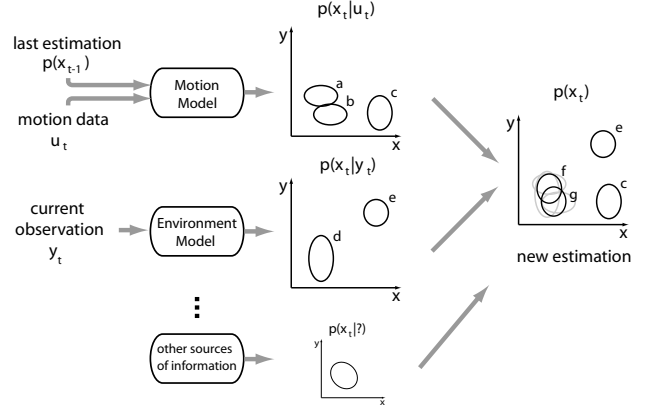 last estimation
p(x_{t-1})
motion data
u_t
Motion
Model
p(x_t|u_t)
y
a
b
c
x
current
observation
y_t
Environment
Model
p(x_t|y_t)
y
e
d
x
other sources
of information
p(x_t|?)
y
x
p(x_t)
y
e
f
g
c
x
new estimation